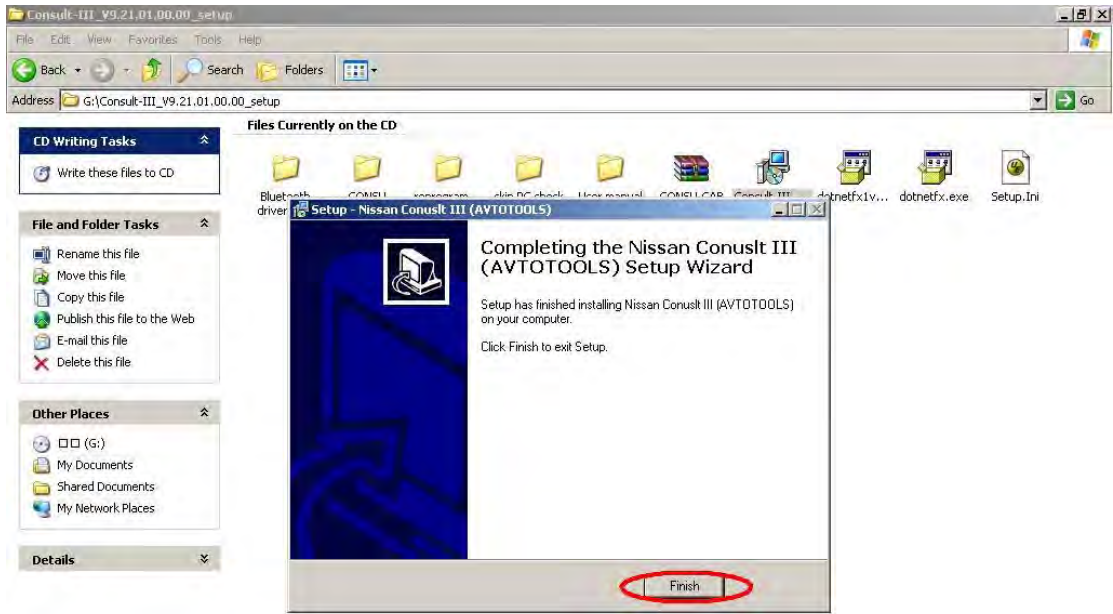 Consult-III_V9.21.01.00.00_setup
File Edit View Favorites Tools Help
Back Search Folders
Address G:\Consult-III_V9.21.01.00.00_setup Go
CD Writing Tasks
Write these files to CD
File and Folder Tasks
Rename this file
Move this file
Copy this file
Publish this file to the Web
E-mail this file
Delete this file
Other Places
(G:)
My Documents
Shared Documents
My Network Places
Details
Files Currently on the CD
Bluetooth driver
User manual
dotnetfx1v...
dotnetfx.exe
Setup.Ini
Setup - Nissan Conuslt III (AVTOTOOLS)
Completing the Nissan Conuslt III
(AVTOTOOLS) Setup Wizard
Setup has finished installing Nissan Conuslt III (AVTOTOOLS)
on your computer.
Click Finish to exit Setup.
Finish